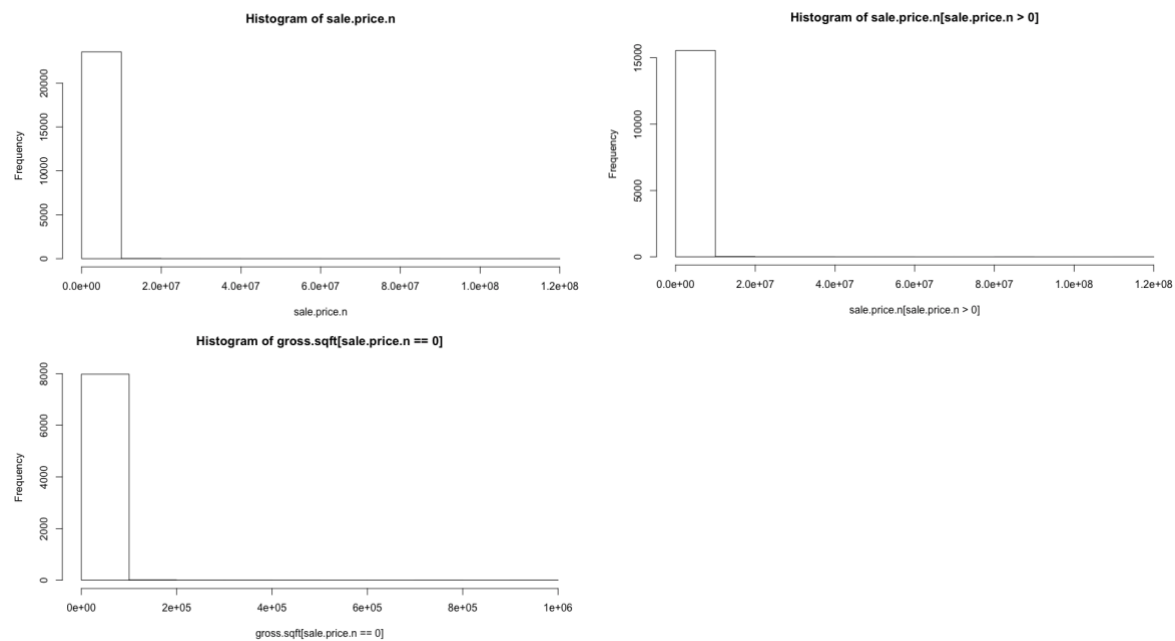 Histogram of sale.price.n
Frequency
20000
15000
10000
5000
0
0.0e+00 2.0e+07 4.0e+07 6.0e+07 8.0e+07 1.0e+08 1.2e+08
sale.price.n
Histogram of sale.price.n[sale.price.n > 0]
Frequency
15000
10000
5000
0
0.0e+00 2.0e+07 4.0e+07 6.0e+07 8.0e+07 1.0e+08 1.2e+08
sale.price.n[sale.price.n > 0]
Histogram of gross.sqft[sale.price.n == 0]
Frequency
8000
6000
4000
2000
0
0e+00 2e+05 4e+05 6e+05 8e+05 1e+06
gross.sqft[sale.price.n == 0]